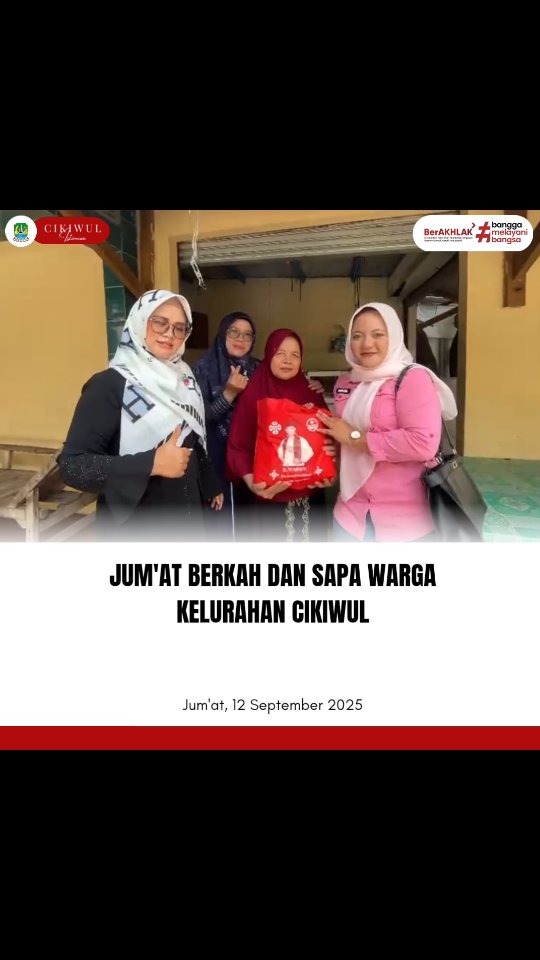 CIKIWUL
BerAKHLAK
#bangga
melayani
bangsa
JUM'AT BERKAH DAN SAPA WARGA
KELURAHAN CIKIWUL
Jum'at, 12 September 2025